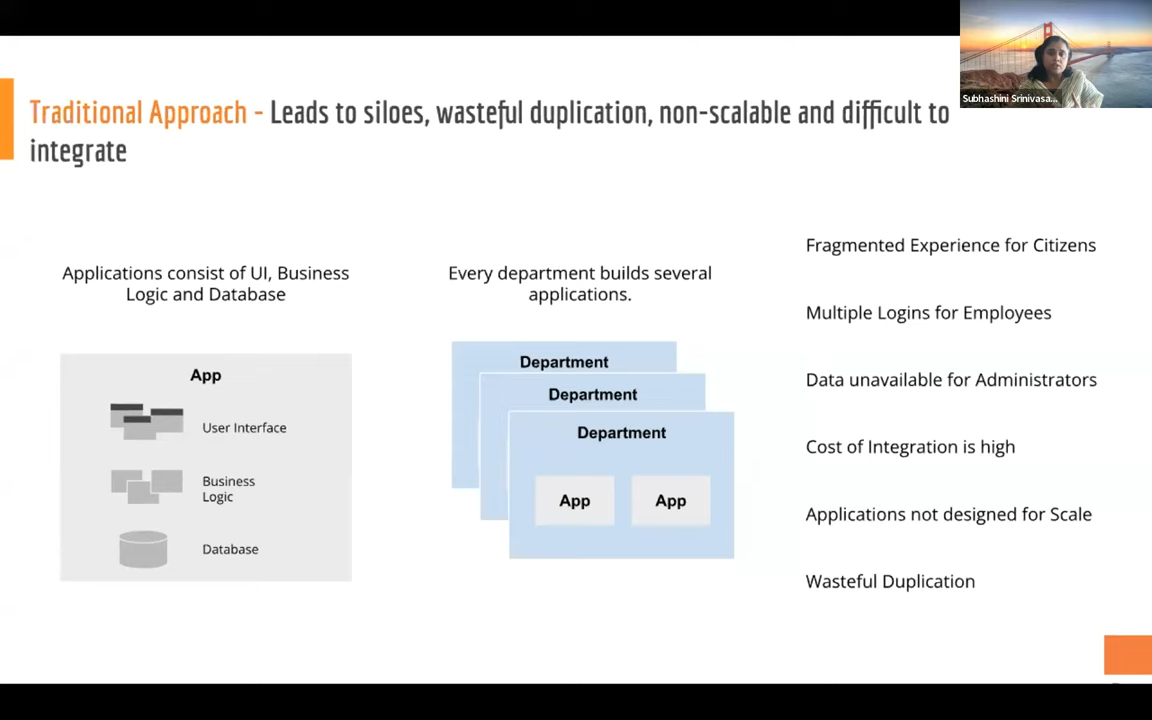 Subhashini Srinivasa...
Traditional Approach - Leads to siloes, wasteful duplication, non-scalable and difficult to
integrate
Applications consist of UI, Business
Logic and Database
App
User Interface
Business
Logic
Database
Every department builds several
applications.
Department
Department
Department
App
App
Fragmented Experience for Citizens
Multiple Logins for Employees
Data unavailable for Administrators
Cost of Integration is high
Applications not designed for Scale
Wasteful Duplication